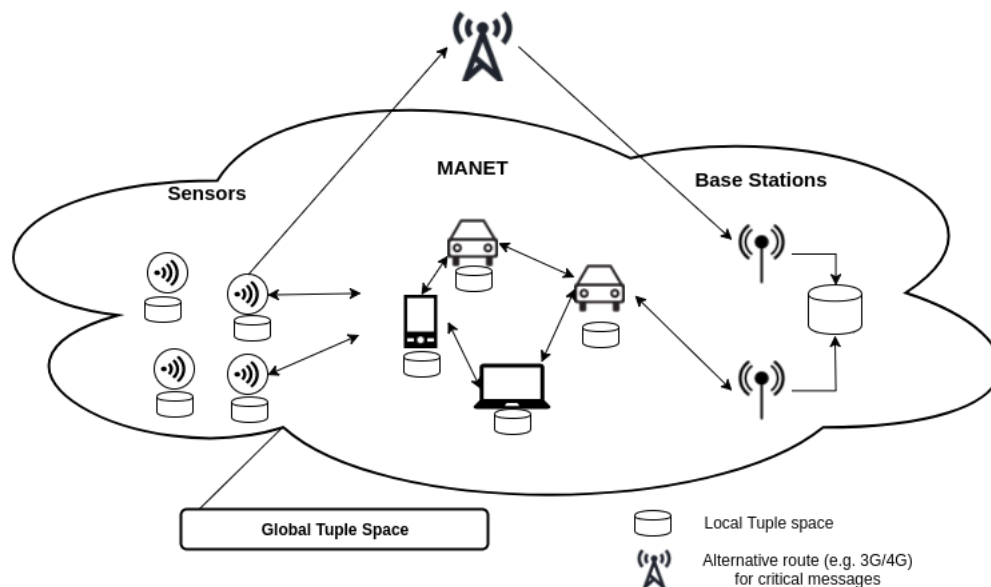 MANET
Sensors
Base Stations
Global Tuple Space
Local Tuple space
Alternative route (e.g. 3G/4G)
for critical messages